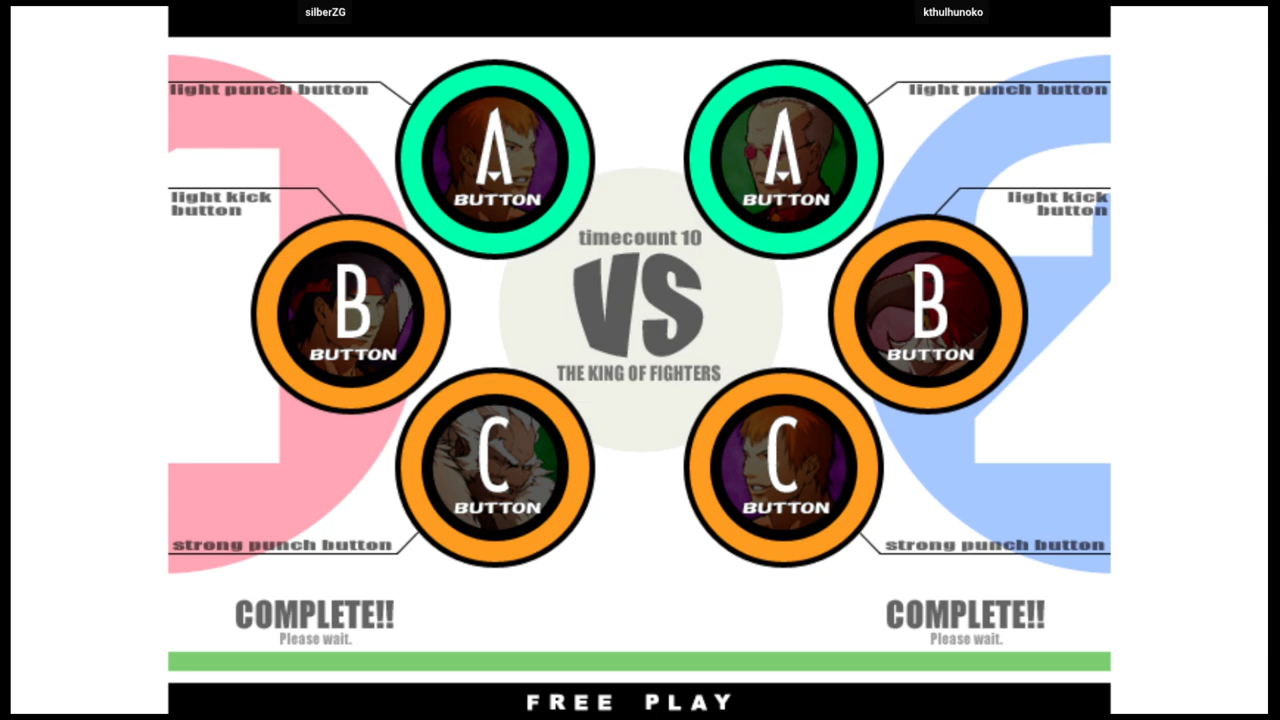 silberZG
kthulhunoko
light punch button
light punch button
A
BUTTON
A
BUTTON
light kick
button
light kick
button
timecount 10
VS
THE KING OF FIGHTERS
B
BUTTON
B
BUTTON
C
BUTTON
C
BUTTON
strong punch button
strong punch button
COMPLETE!!
Please wait.
COMPLETE!!
Please wait.
1
2
FREE PLAY